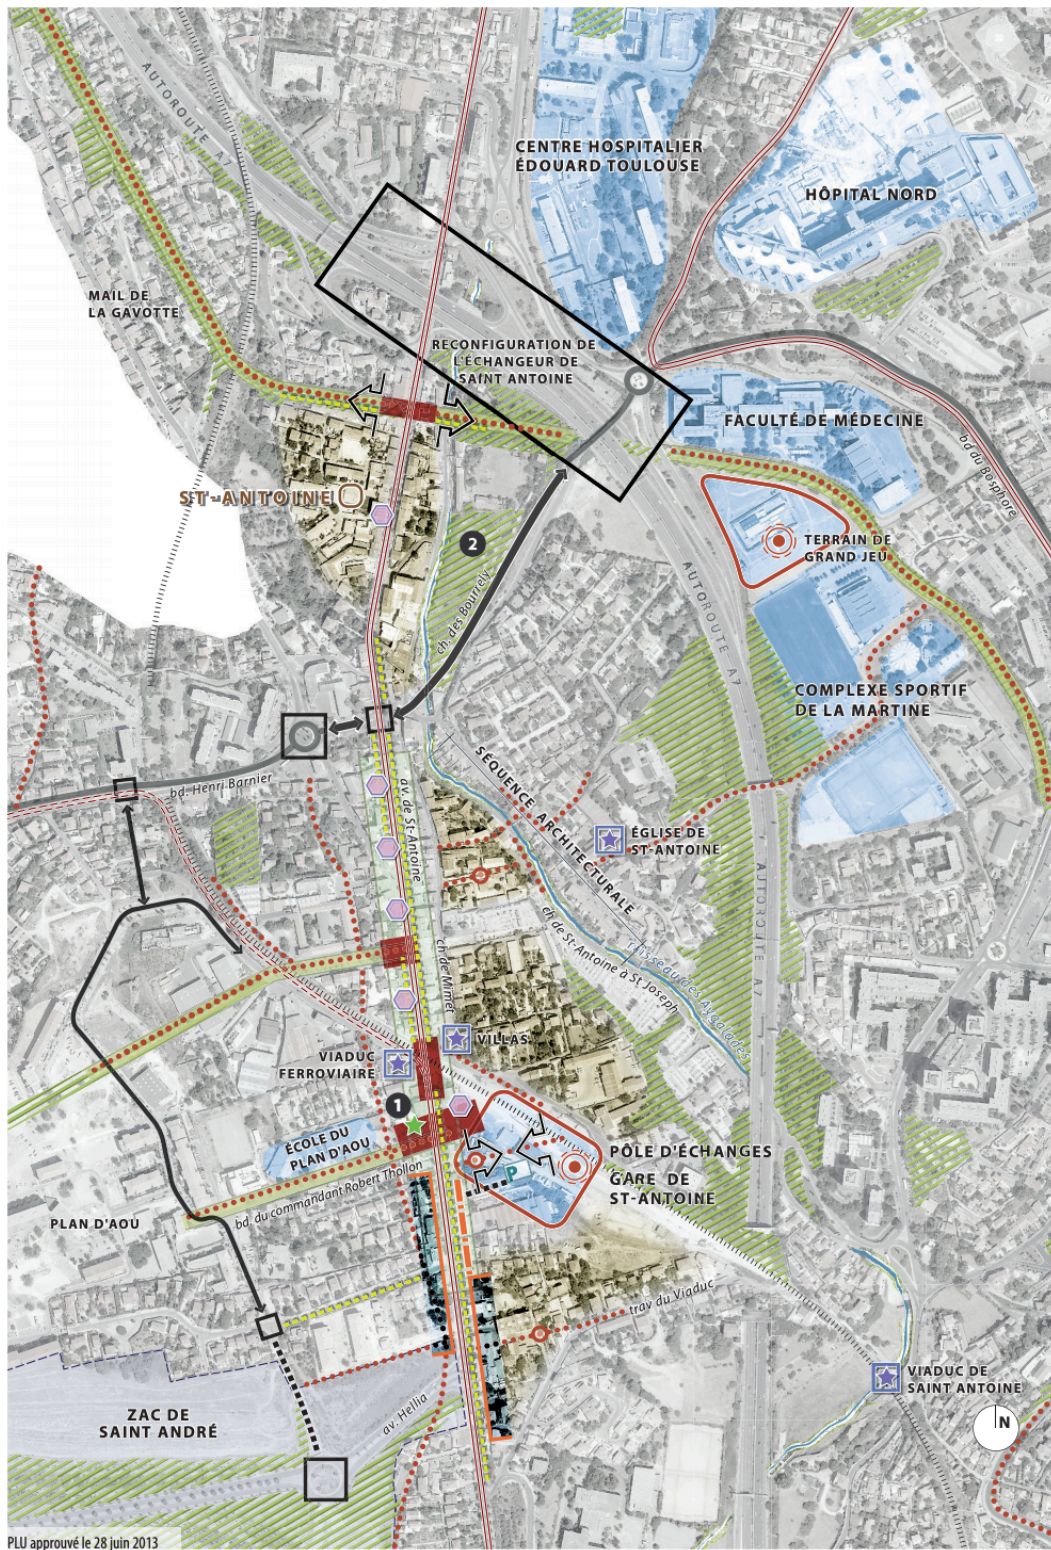 AUTOROUTE A7
CENTRE HOSPITALIER
ÉDOUARD TOULOUSE
HÔPITAL NORD
MAIL DE
LA GAVOTTE
RECONFIGURATION DE
L'ÉCHANGEUR DE
SAINT ANTOINE
FACULTÉ DE MÉDECINE
bd du Bosphore
ST-ANTOINE
2
TERRAIN DE
GRAND JEU
ch. des Bourrely
AUTOROUTE A7
COMPLEXE SPORTIF
DE LA MARTINE
SÉQUENCE ARCHITECTURALE
bd. Henri Barnier
av. de St-Antoine
ÉGLISE DE
ST-ANTOINE
AUTOROUTE A7
ch de St-Antoine à St Joseph
ruisseau des Aygalades
ch de Mimet
VILLAS
VIADUC
FERROVIAIRE
1
ÉCOLE DU
PLAN D'AOU
P
PÔLE D'ÉCHANGES
GARE DE
ST-ANTOINE
bd. du commandant Robert Thollon
PLAN D'AOU
trav du Viaduc
VIADUC DE
SAINT ANTOINE
ZAC DE
SAINT ANDRÉ
av. Hellia
N
PLU approuvé le 28 juin 2013